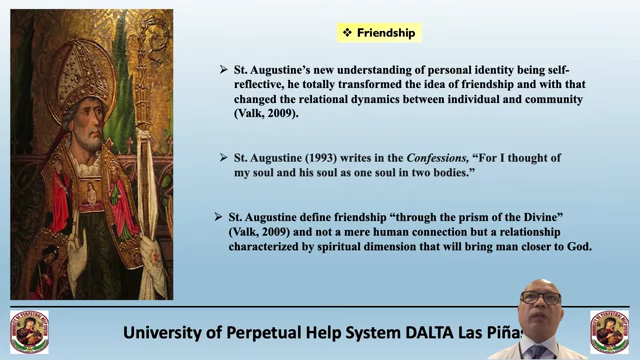 ❖ Friendship
➢ St. Augustine's new understanding of personal identity being self-
reflective, he totally transformed the idea of friendship and with that
changed the relational dynamics between individual and community
(Valk, 2009).
➢ St. Augustine (1993) writes in the Confessions, “For I thought of
my soul and his soul as one soul in two bodies.”
➢ St. Augustine define friendship “through the prism of the Divine”
(Valk, 2009) and not a mere human connection but a relationship
characterized by spiritual dimension that will bring man closer to God.
University of Perpetual Help System DALTA Las Piñas